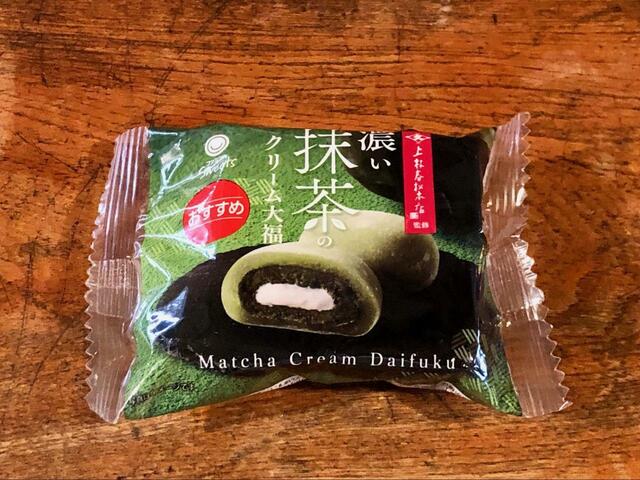 濃い
抹茶の
クリーム大福
おすすめ
Sweets
上林春松本店
監修
Matcha Cream Daifuku